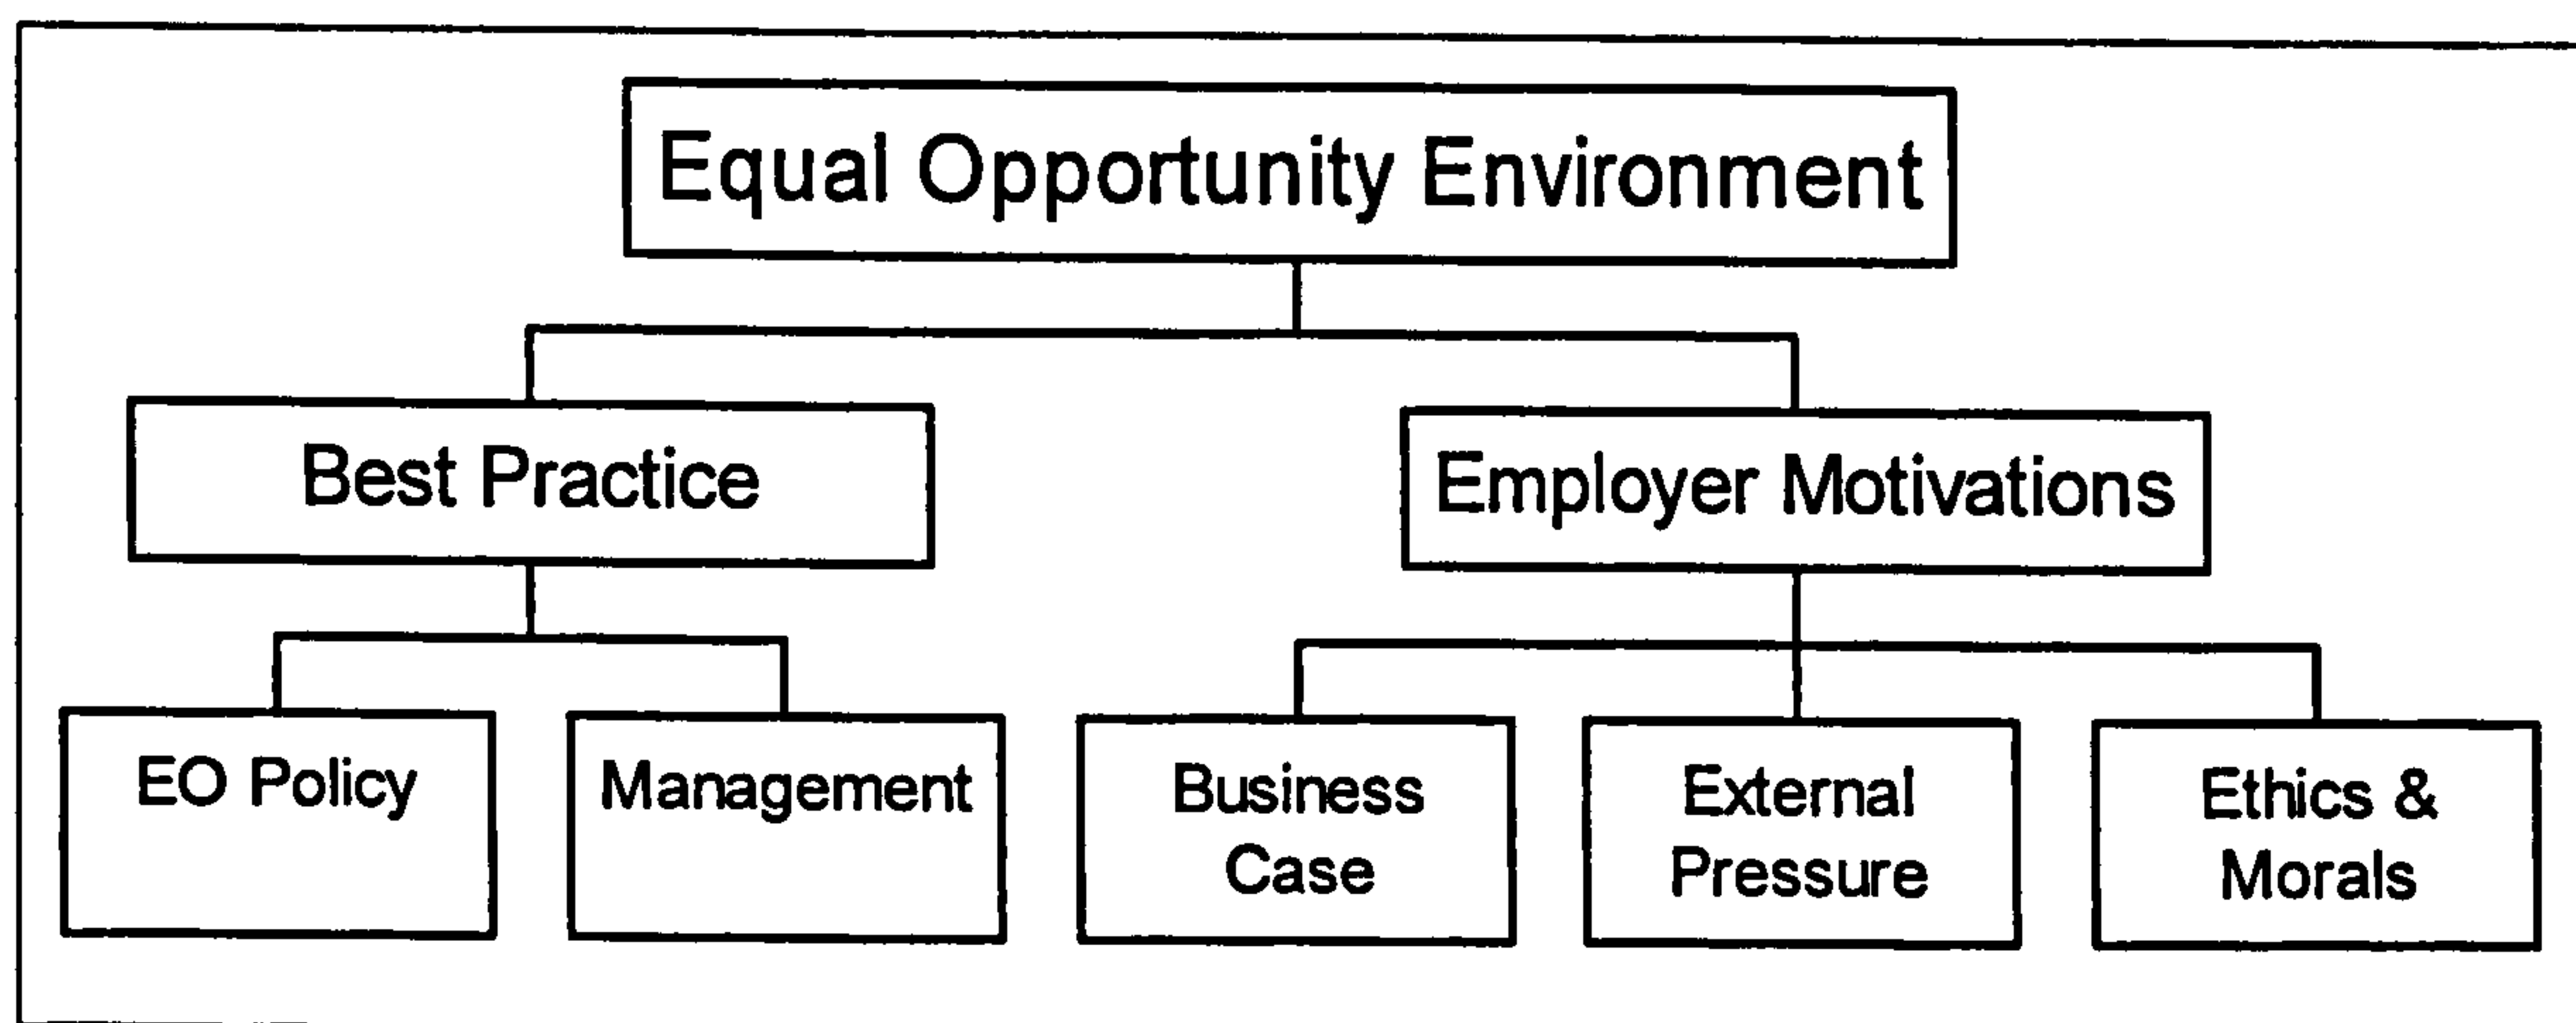 Equal Opportunity Environment
Best Practice
Employer Motivations
EO Policy
Management
Business
Case
External
Pressure
Ethics &
Morals